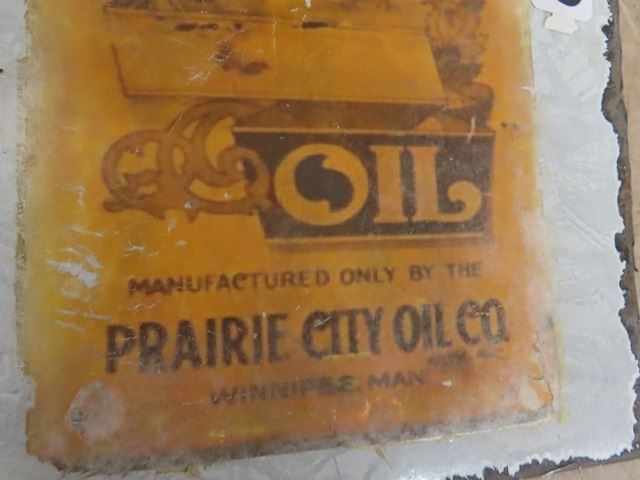 OIL
MANUFACTURED ONLY BY THE
PRAIRIE CITY OIL CO.
WINNIPEG. MAN